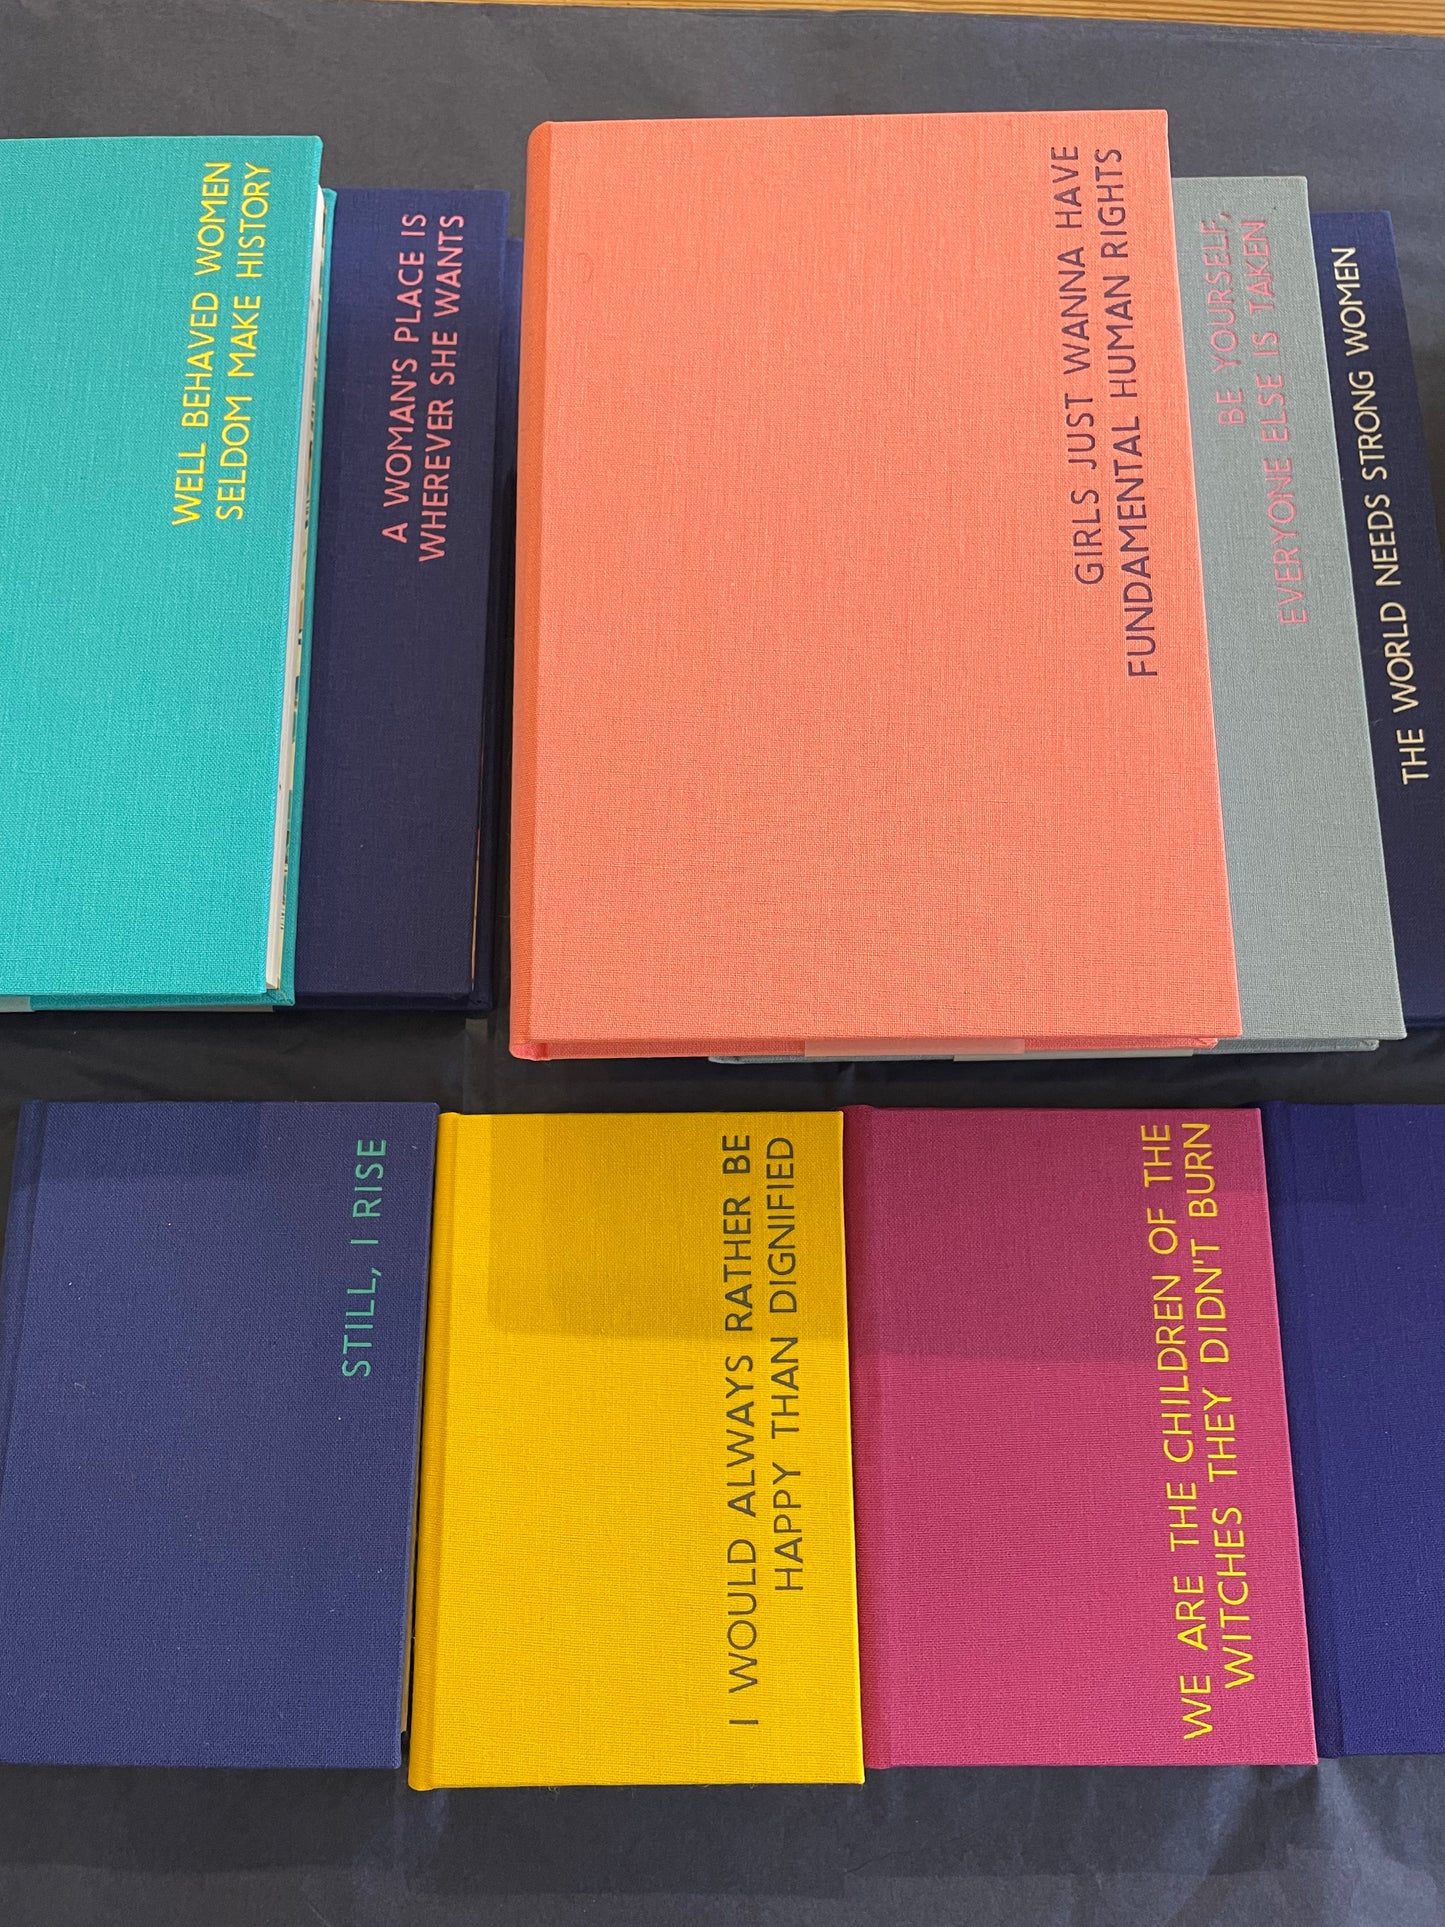 WELL BEHAVED WOMEN
SELDOM MAKE HISTORY
A WOMAN'S PLACE IS
WHEREVER SHE WANTS
GIRLS JUST WANNA HAVE
FUNDAMENTAL HUMAN RIGHTS
BE YOURSELF,
EVERYONE ELSE IS TAKEN
THE WORLD NEEDS STRONG WOMEN
STILL, I RISE
I WOULD ALWAYS RATHER BE
HAPPY THAN DIGNIFIED
WE ARE THE CHILDREN OF THE
WITCHES THEY DIDN'T BURN